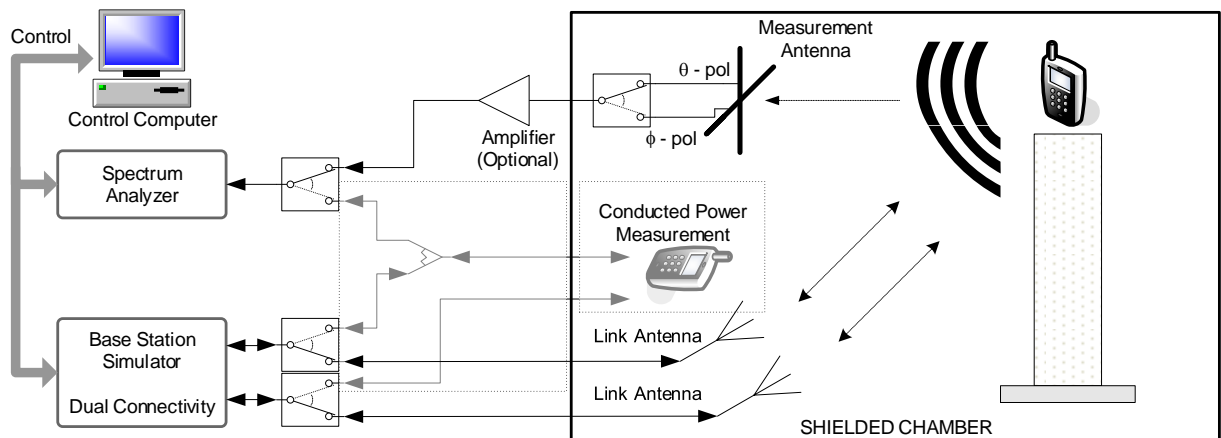 Control
Control Computer
Spectrum
Analyzer
Amplifier
(Optional)
θ - pol
ϕ - pol
Measurement
Antenna
Conducted Power
Measurement
Base Station
Simulator
Dual Connectivity
Link Antenna
Link Antenna
SHIELDED CHAMBER